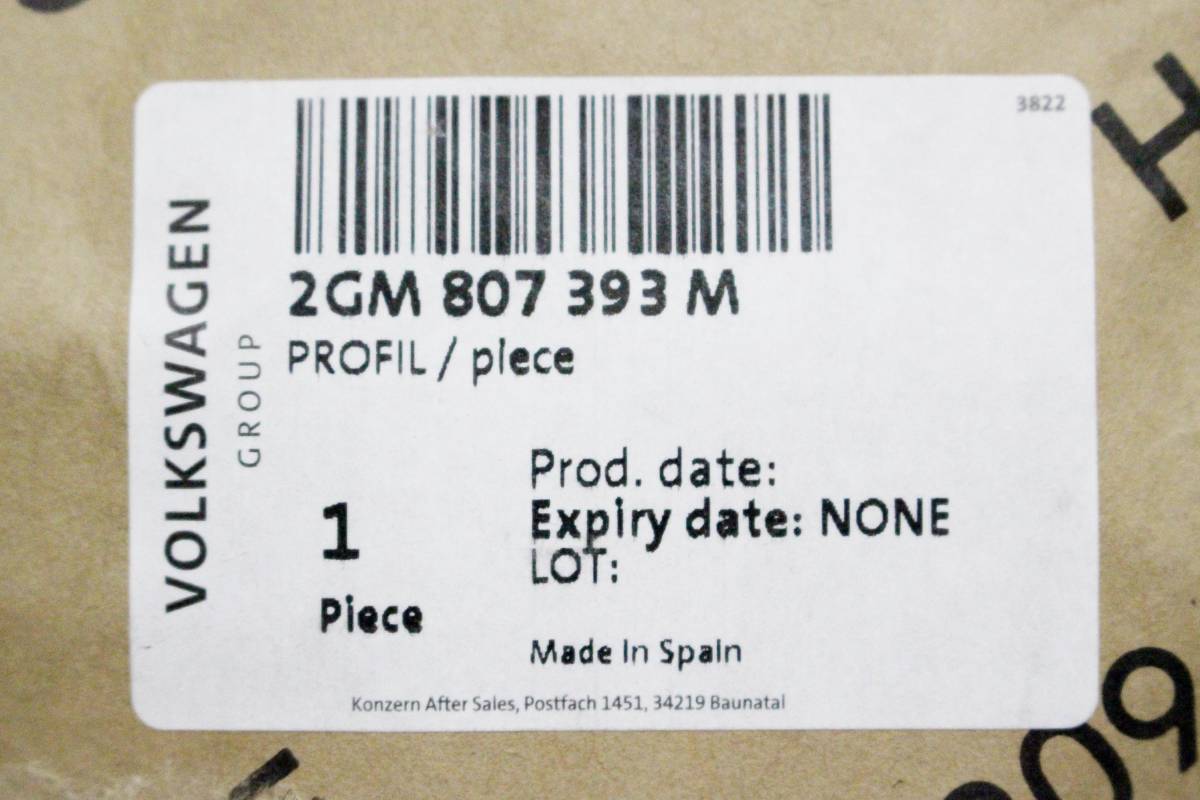 3822
VOLKSWAGEN
GROUP
2GM 807 393 M
PROFIL / piece
1
Piece
Prod. date:
Expiry date: NONE
LOT:
Made In Spain
Konzern After Sales, Postfach 1451, 34219 Baunatal
H
609